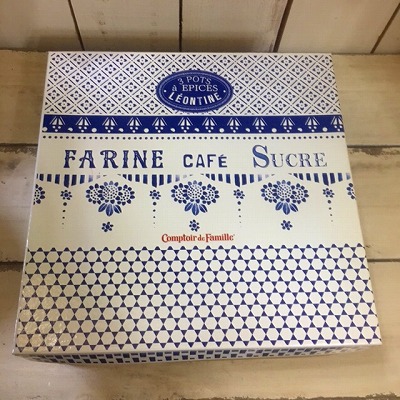 3 POTS
à ÉPICES
LÉONTINE
FARINE CAFÉ SUCRE
Comptoir de Famille